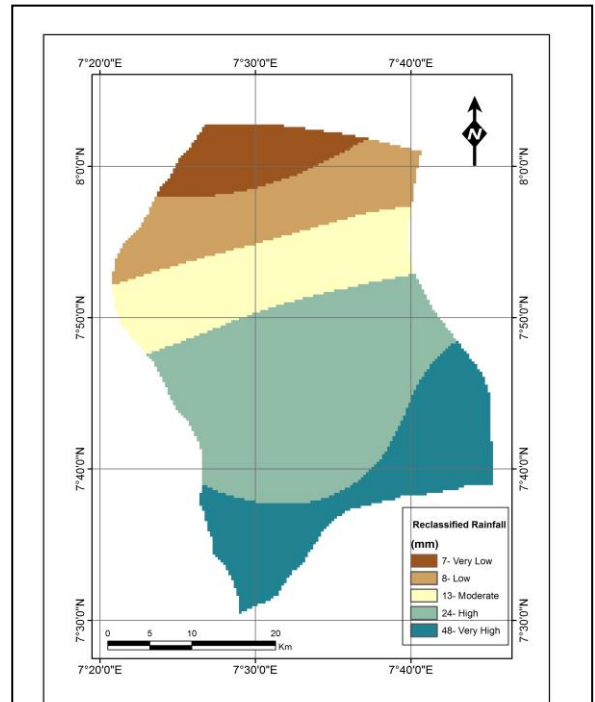 7°20'0"E 7°30'0"E 7°40'0"E
N
8°0'0"N 8°0'0"N
7°50'0"N 7°50'0"N
7°40'0"N 7°40'0"N
7°30'0"N 7°30'0"N
Reclassified Rainfall
(mm)
7- Very Low
8- Low
13- Moderate
24- High
48- Very High
0 5 10 20
Km
7°20'0"E 7°30'0"E 7°40'0"E